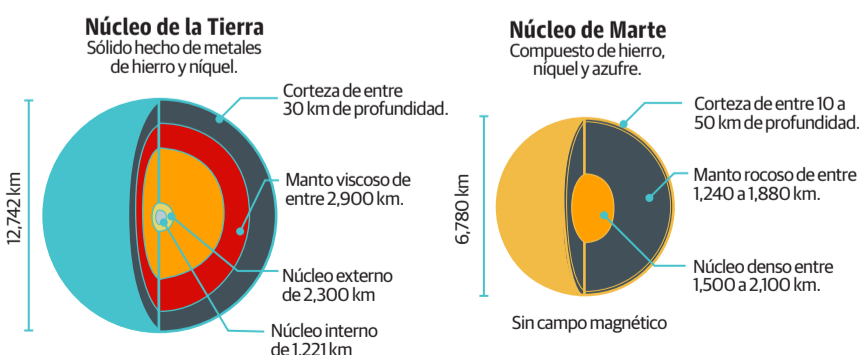 Núcleo de la Tierra
Sólido hecho de metales
de hierro y níquel.
12,742 km
Corteza de entre
30 km de profundidad.
Manto viscoso de
entre 2,900 km.
Núcleo externo
de 2,300 km
Núcleo interno
de 1,221 km
Núcleo de Marte
Compuesto de hierro,
níquel y azufre.
6,780 km
Corteza de entre 10 a
50 km de profundidad.
Manto rocoso de entre
1,240 a 1,880 km.
Núcleo denso entre
1,500 a 2,100 km.
Sin campo magnético